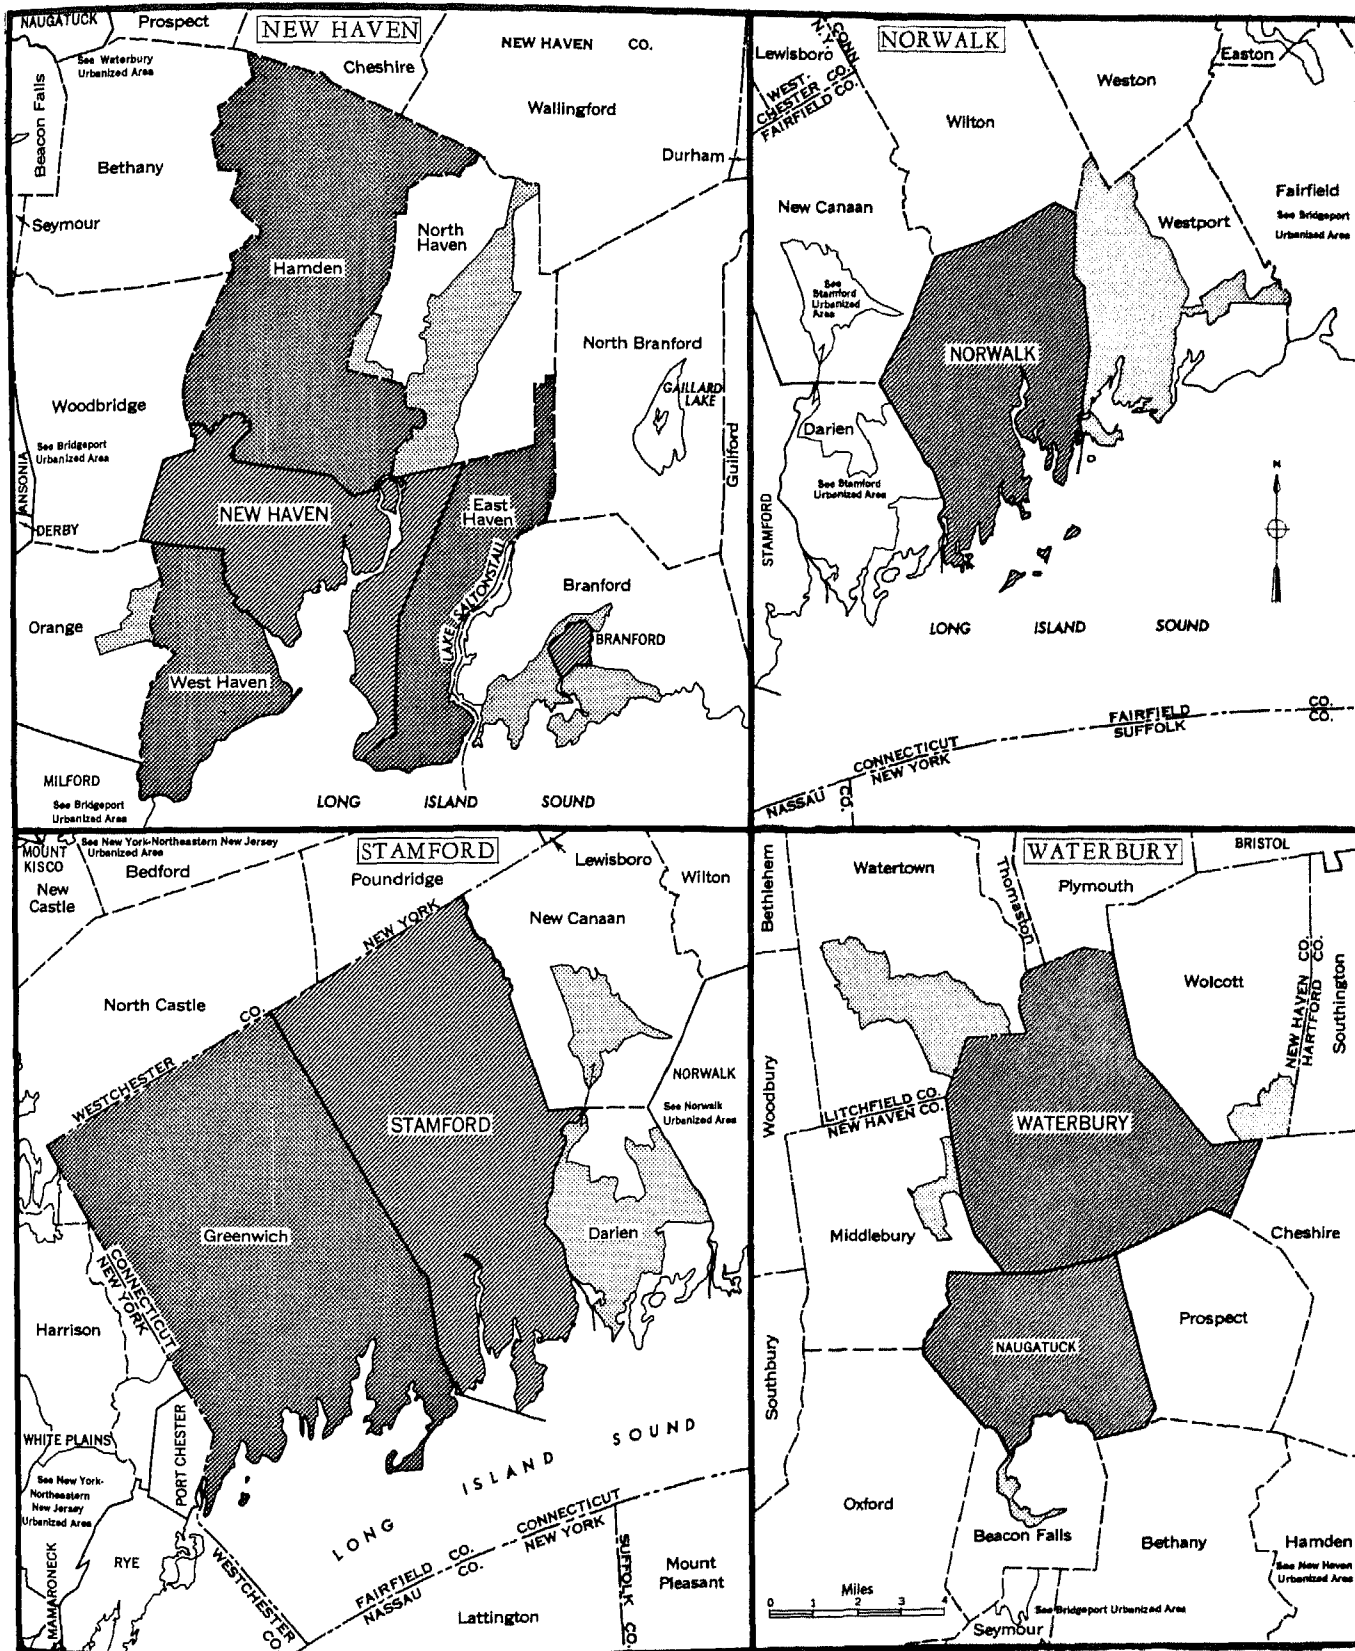 NEW HAVEN
NAUGATUCK
Prospect
See Waterbury
Urbanized Area
Cheshire
NEW HAVEN CO.
Wallingford
Beacon Falls
Bethany
Durham
Seymour
North
Haven
Hamden
North Branford
GAILLARD
LAKE
Woodbridge
See Bridgeport
Urbanized Area
ANSONIA
DERBY
Guilford
NEW HAVEN
East
Haven
LAKE SALTONSTALL
Branford
BRANFORD
Orange
West Haven
MILFORD
See Bridgeport
Urbanized Area
LONG ISLAND SOUND
NORWALK
Lewisboro
CONN.
N.Y.
WEST-
CHESTER CO.
FAIRFIELD CO.
Easton
Weston
Wilton
New Canaan
Fairfield
See Bridgeport
Urbanized Area
Westport
See
Stamford
Urbanized
Area
NORWALK
Darien
See Stamford
Urbanized Area
STAMFORD
N
LONG ISLAND SOUND
FAIRFIELD CO.
SUFFOLK CO.
CONNECTICUT
NEW YORK
NASSAU CO.
STAMFORD
See New York-Northeastern New Jersey
Urbanized Area
MOUNT
KISCO
New
Castle
Bedford
Poundridge
Lewisboro
Wilton
New Canaan
NEW YORK
North Castle
CO.
WESTCHESTER
NORWALK
See Norwalk
Urbanized Area
STAMFORD
Greenwich
Darien
CONNECTICUT
NEW YORK
Harrison
WHITE PLAINS
PORT CHESTER
See New York-
Northeastern
New Jersey
Urbanized Area
LONG ISLAND SOUND
MAMARONECK
RYE
WESTCHESTER
CO.
FAIRFIELD CO.
NASSAU CO.
CONNECTICUT
NEW YORK
SUFFOLK CO.
Lattington
Mount
Pleasant
WATERBURY
Bethlehem
Watertown
Thomaston
Plymouth
BRISTOL
Wolcott
NEW HAVEN CO.
HARTFORD CO.
Southington
Woodbury
LITCHFIELD CO.
NEW HAVEN CO.
WATERBURY
Middlebury
Cheshire
Southbury
Prospect
NAUGATUCK
Oxford
Beacon Falls
Bethany
Hamden
See New Haven
Urbanized Area
Miles
0 1 2 3 4
See Bridgeport Urbanized Area
Seymour